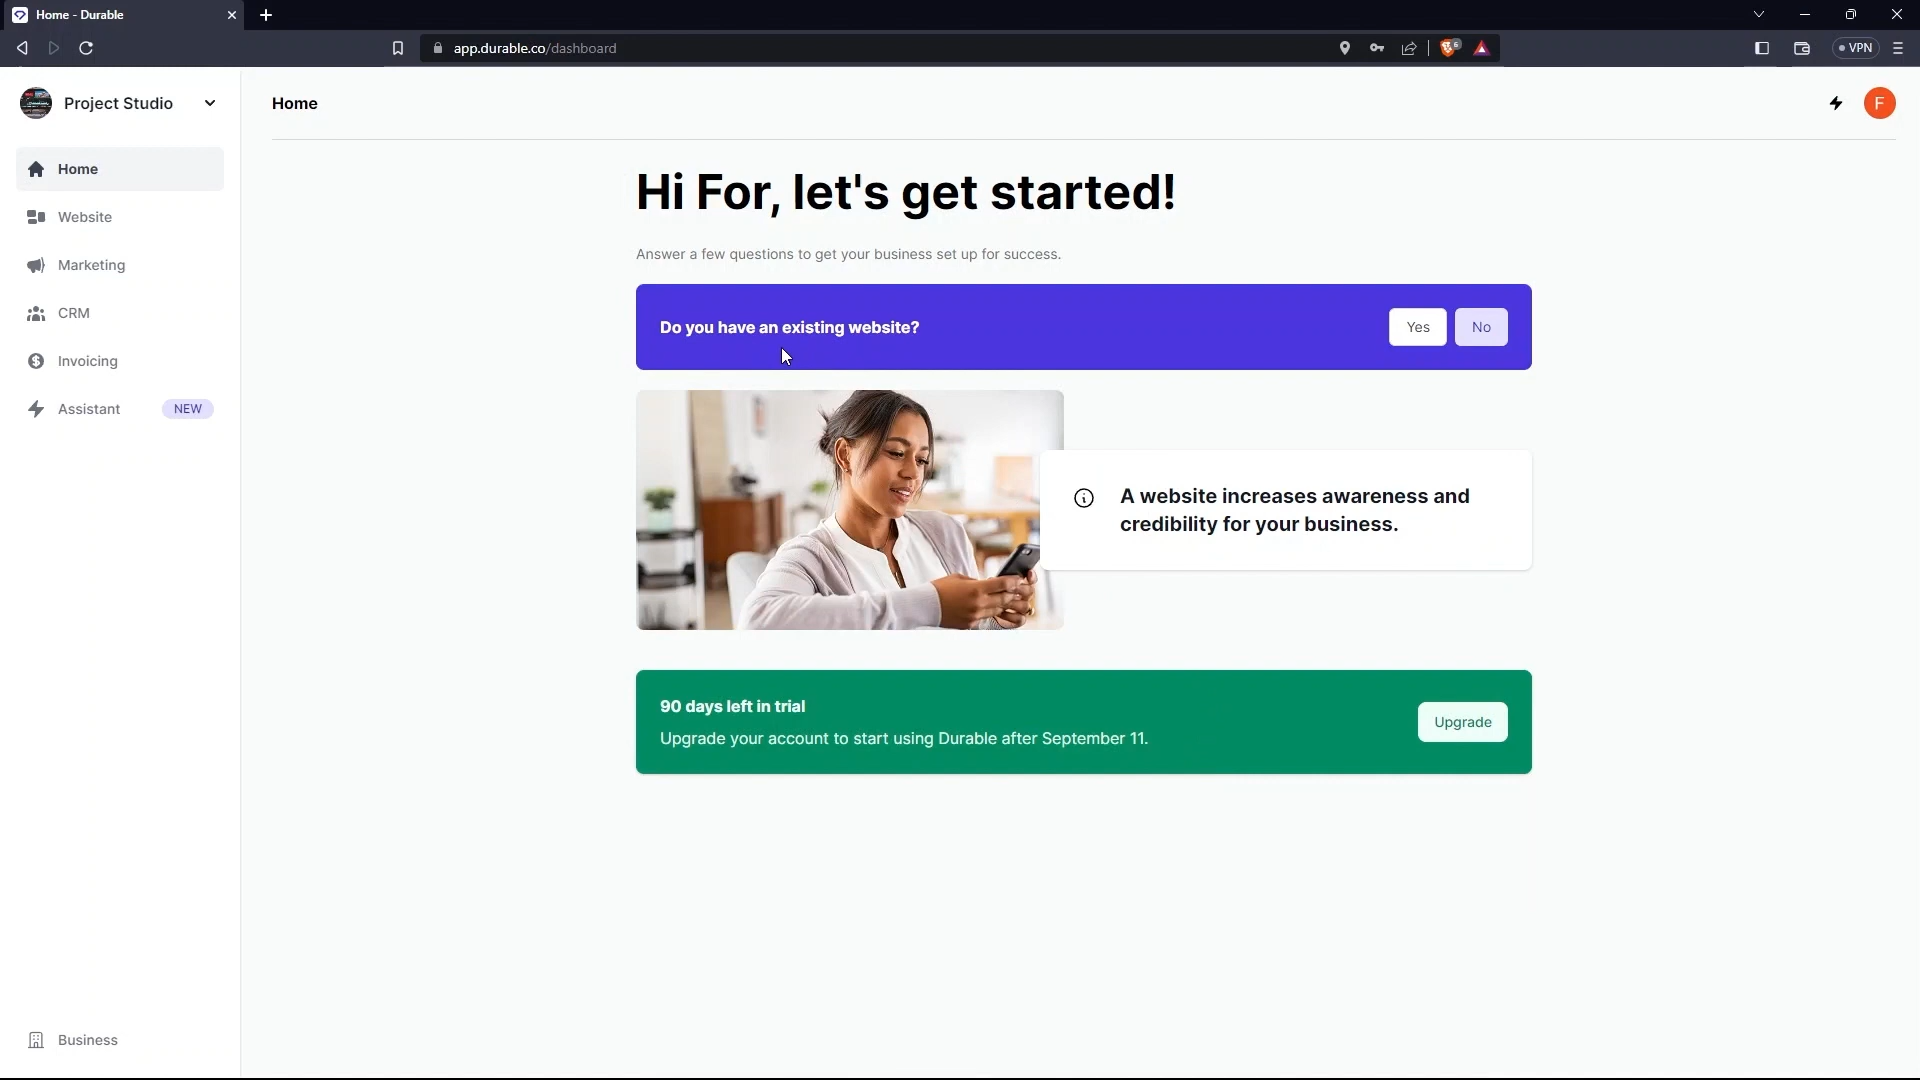 Home - Durable
app.durable.co/dashboard
6
VPN
Project Studio
Home
F
Home
Website
Marketing
CRM
Invoicing
Assistant NEW
Business
Hi For, let's get started!
Answer a few questions to get your business set up for success.
Do you have an existing website?
Yes
No
A website increases awareness and
credibility for your business.
90 days left in trial
Upgrade your account to start using Durable after September 11.
Upgrade